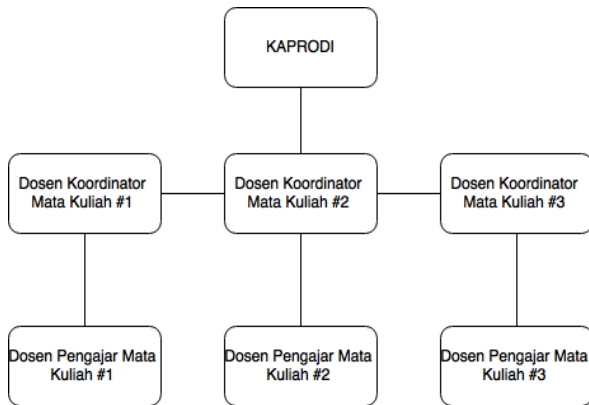 KAPRODI
Dosen Koordinator
Mata Kuliah #1
Dosen Koordinator
Mata Kuliah #2
Dosen Koordinator
Mata Kuliah #3
Dosen Pengajar Mata
Kuliah #1
Dosen Pengajar Mata
Kuliah #2
Dosen Pengajar Mata
Kuliah #3